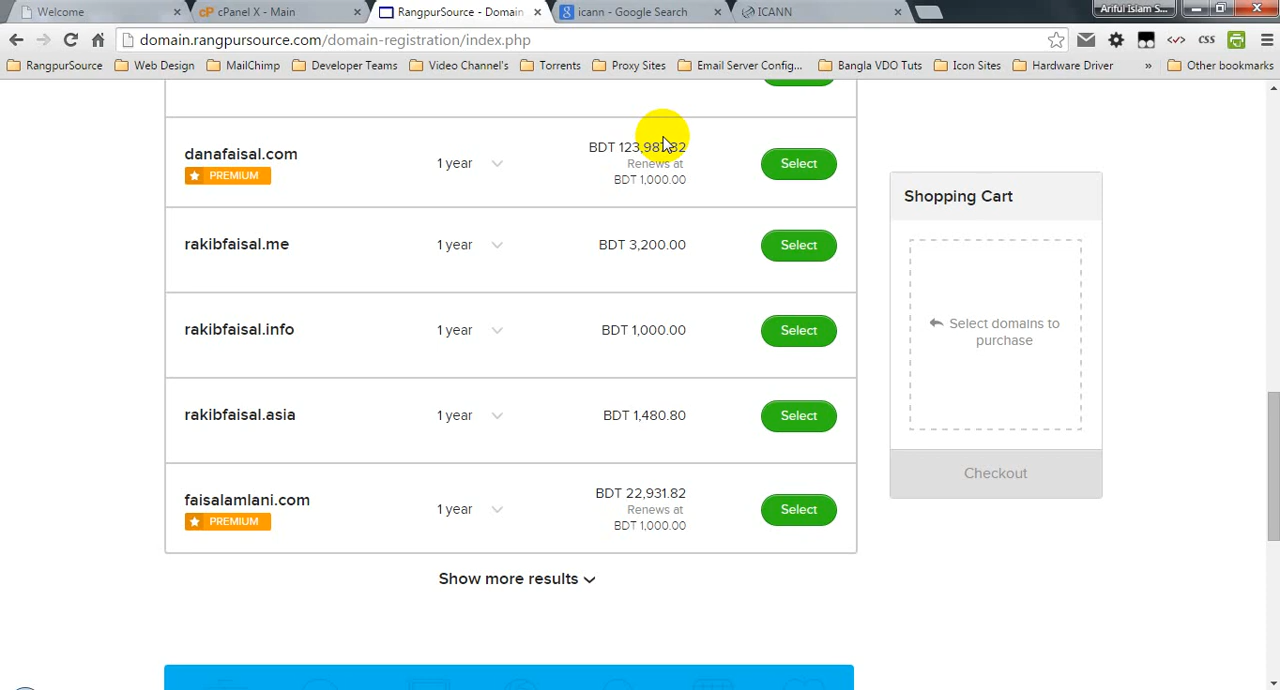 Welcome
cPanel X - Main
RangpurSource - Domain
icann - Google Search
ICANN
Ariful Islam S...
domain.rangpursource.com/domain-registration/index.php
CSS
RangpurSource
Web Design
MailChimp
Developer Teams
Video Channel's
Torrents
Proxy Sites
Email Server Config...
Bangla VDO Tuts
Icon Sites
Hardware Driver
»
Other bookmarks
danafaisal.com
PREMIUM
1 year
Renews at
BDT 1,000.00
Select
rakibfaisal.me
1 year
BDT 3,200.00
Select
rakibfaisal.info
1 year
BDT 1,000.00
Select
rakibfaisal.asia
1 year
BDT 1,480.80
Select
faisalamlani.com
PREMIUM
1 year
BDT 22,931.82
Renews at
BDT 1,000.00
Select
Show more results
Shopping Cart
Select domains to
purchase
Checkout